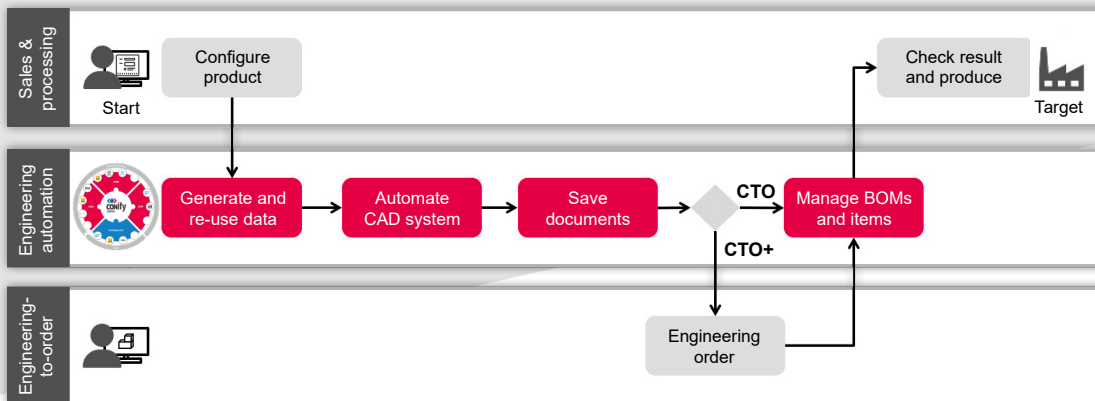 Sales &
processing
Start
Configure
product
Check result
and produce
Target
Engineering
automation
conify
Generate and
re-use data
Automate
CAD system
Save
documents
CTO
CTO+
Manage BOMs
and items
Engineering-
to-order
Engineering
order